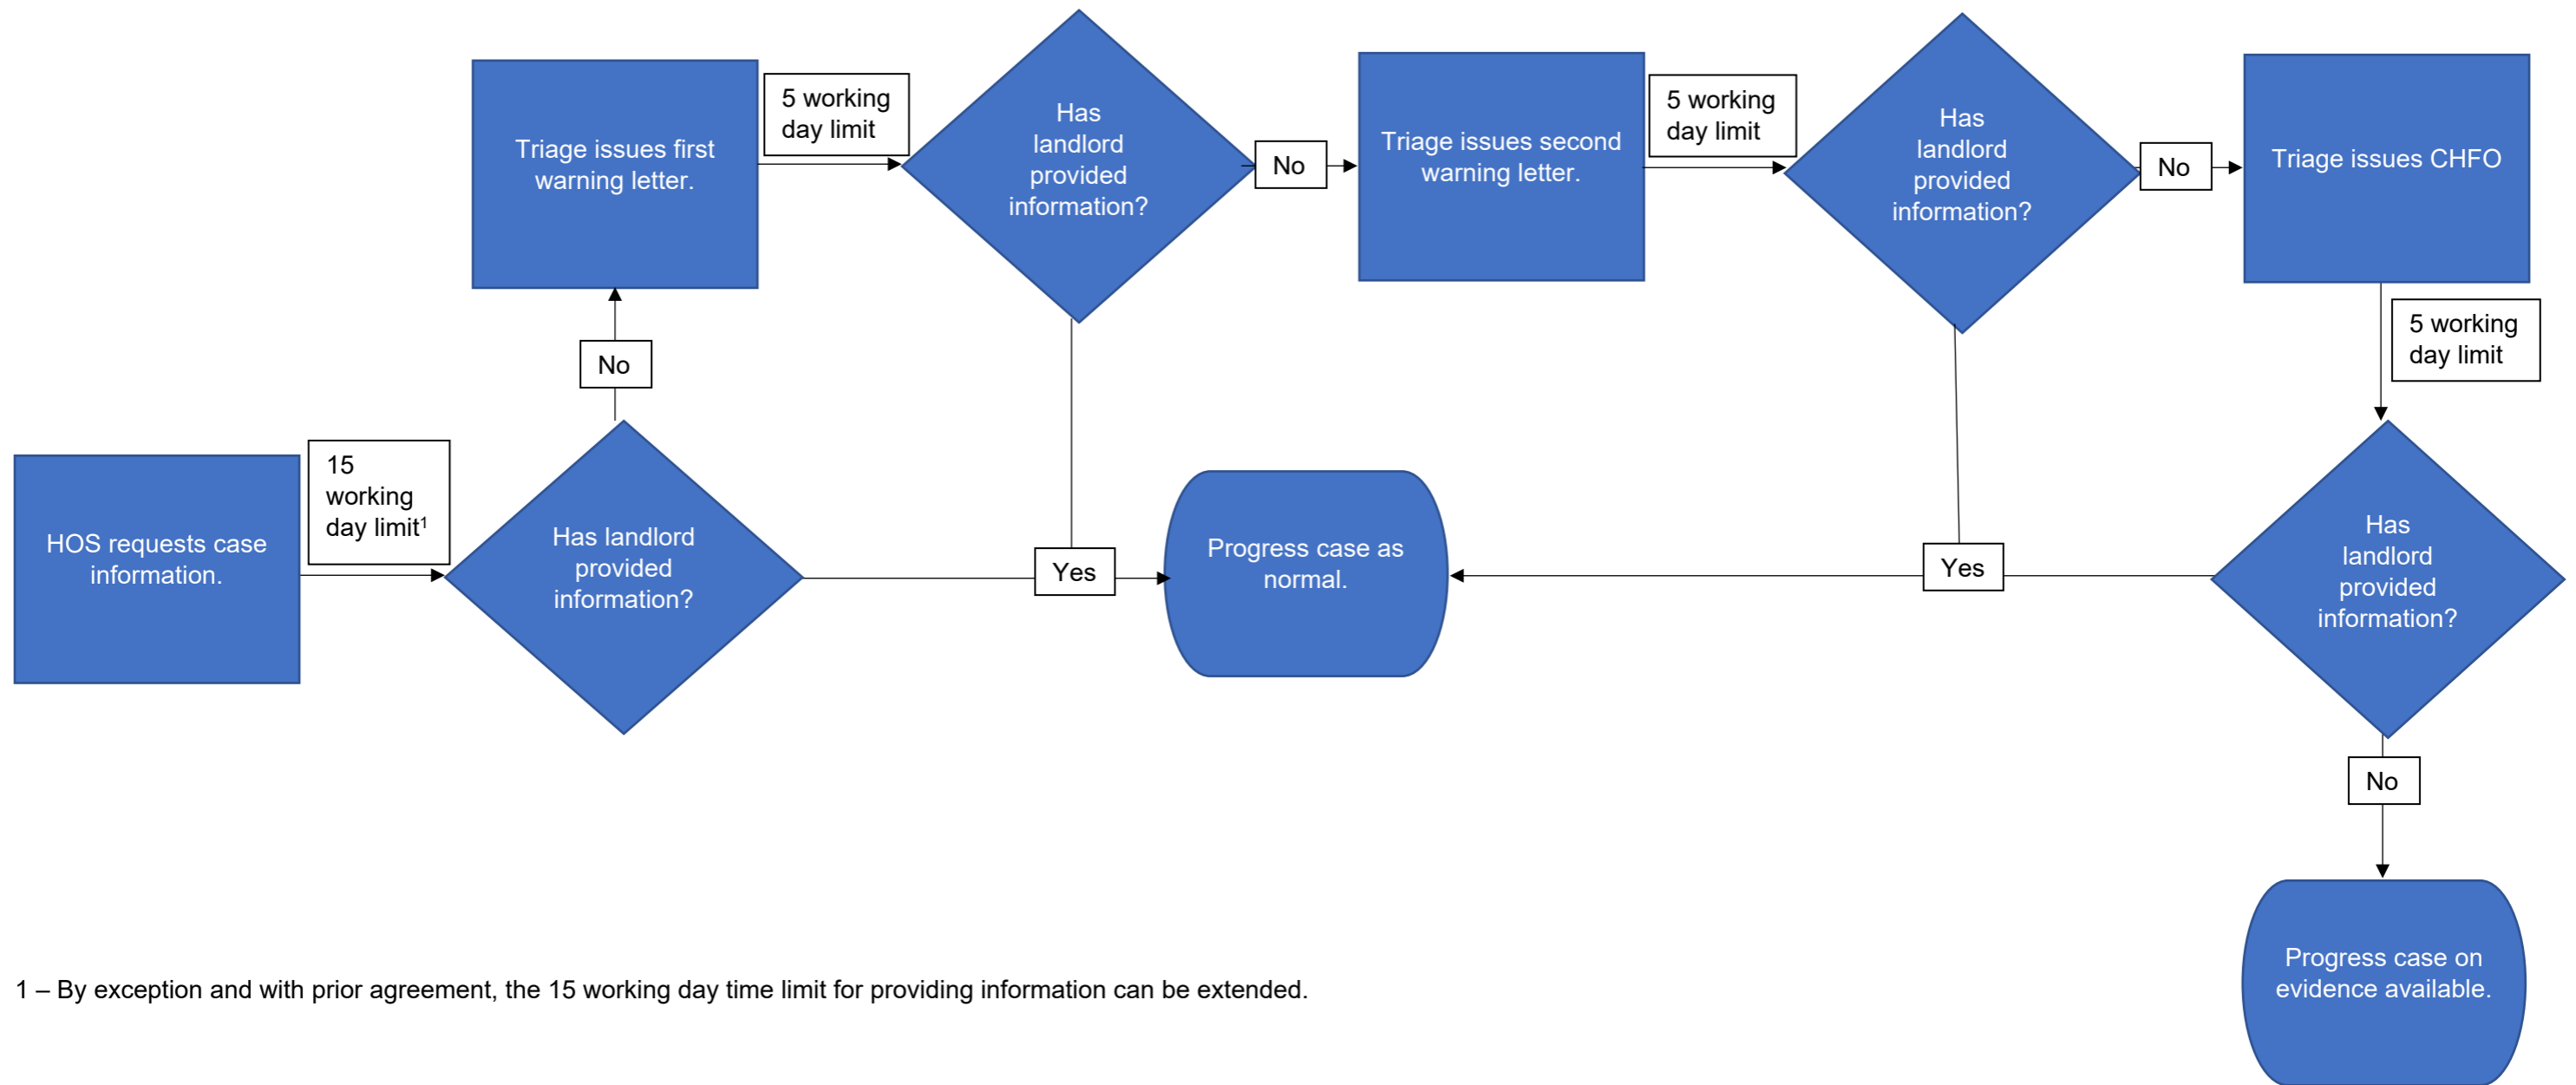 HOS requests case
information.
15
working
day limit¹
Has landlord
provided
information?
No
Triage issues first
warning letter.
5 working
day limit
Has
landlord
provided
information?
No
Triage issues second
warning letter.
5 working
day limit
Has
landlord
provided
information?
No
Triage issues CHFO
5 working
day limit
Has
landlord
provided
information?
Yes
Progress case as
normal.
Yes
No
Progress case on
evidence available.
1 – By exception and with prior agreement, the 15 working day time limit for providing information can be extended.